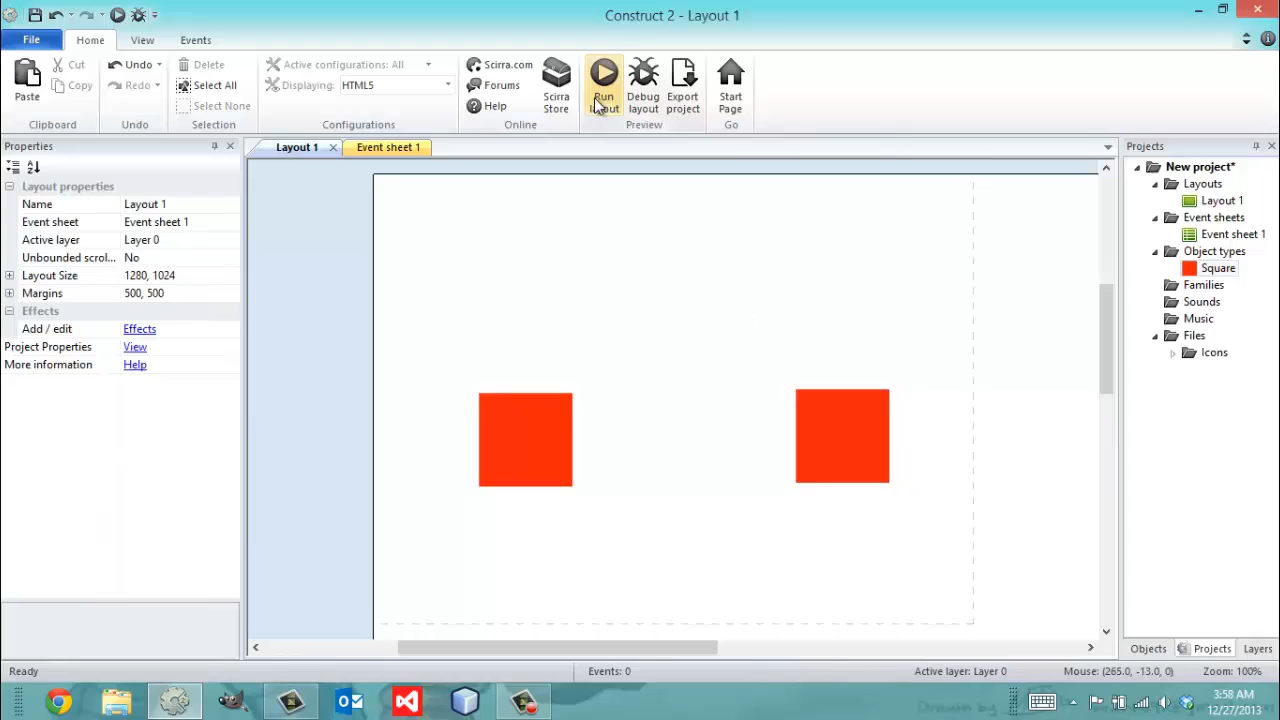 Construct 2 - Layout 1
File
Home
View
Events
Paste
Cut
Copy
Clipboard
Undo
Redo
Undo
Delete
Select All
Select None
Selection
Active configurations: All
Displaying: HTML5
Configurations
Scirra.com
Forums
Help
Online
Scirra
Store
Run
layout
Debug
layout
Export
project
Preview
Start
Page
Go
Properties
Layout 1
Event sheet 1
Projects
Layout properties
Name Layout 1
Event sheet Event sheet 1
Active layer Layer 0
Unbounded scrol... No
Layout Size 1280, 1024
Margins 500, 500
Effects
Add / edit Effects
Project Properties View
More information Help
New project*
Layouts
Layout 1
Event sheets
Event sheet 1
Object types
Square
Families
Sounds
Music
Files
Icons
Objects
Projects
Layers
Ready
Events: 0
Active layer: Layer 0
Mouse: (265.0, -13.0, 0)
Zoom: 100%
3:58 AM
12/27/2013